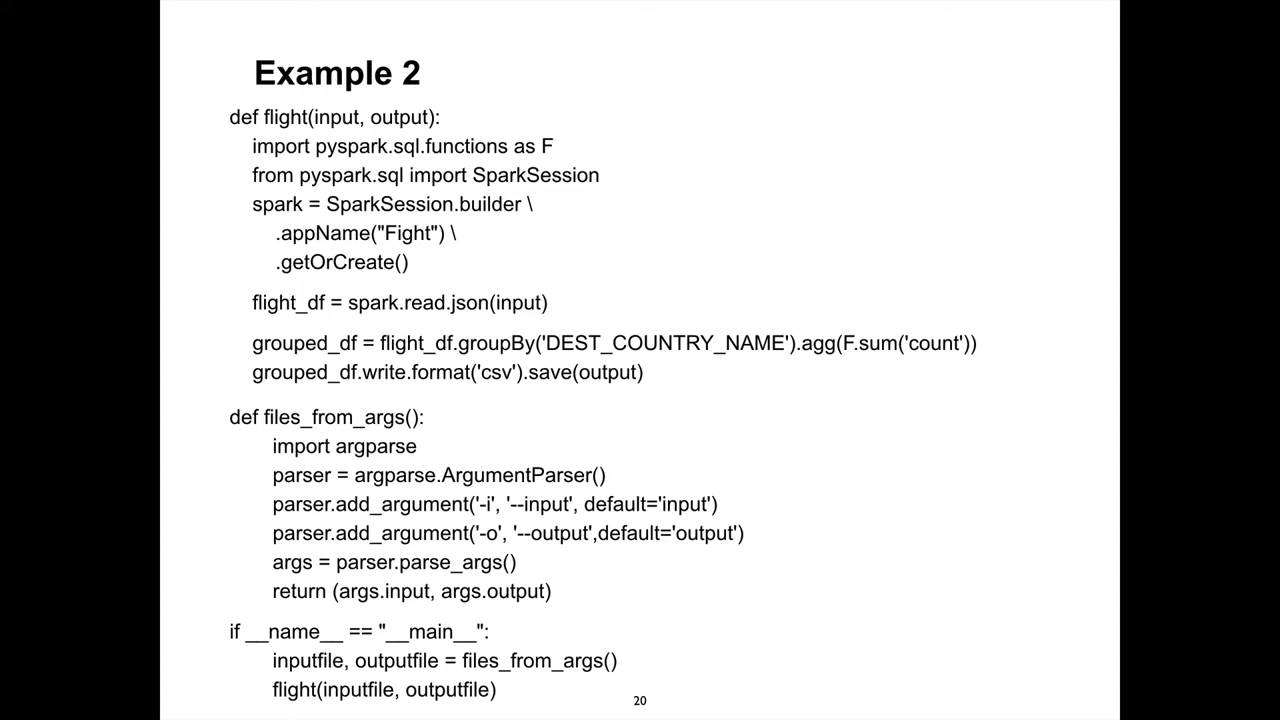 Example 2
def flight(input, output):
import pyspark.sql.functions as F
from pyspark.sql import SparkSession
spark = SparkSession.builder \
.appName("Fight") \
.getOrCreate()
flight_df = spark.read.json(input)
grouped_df = flight_df.groupBy('DEST_COUNTRY_NAME').agg(F.sum('count'))
grouped_df.write.format('csv').save(output)
def files_from_args():
import argparse
parser = argparse.ArgumentParser()
parser.add_argument('-i', '--input', default='input')
parser.add_argument('-o', '--output',default='output')
args = parser.parse_args()
return (args.input, args.output)
if __name__ == "__main__":
inputfile, outputfile = files_from_args()
flight(inputfile, outputfile)
20